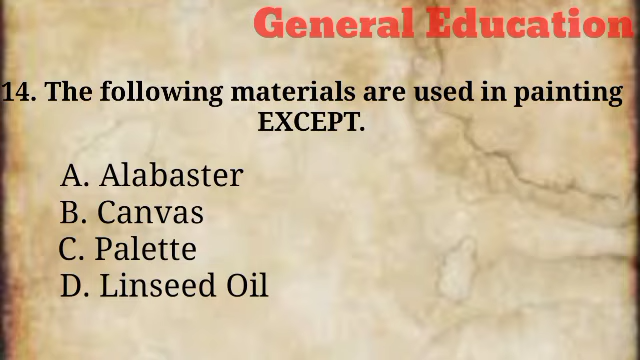 General Education
14. The following materials are used in painting
EXCEPT.
A. Alabaster
B. Canvas
C. Palette
D. Linseed Oil